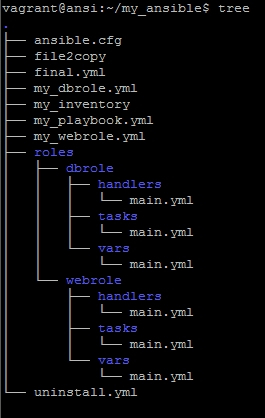 vagrant@ansi:~/my_ansible$ tree
.
├── ansible.cfg
├── file2copy
├── final.yml
├── my_dbrole.yml
├── my_inventory
├── my_playbook.yml
├── my_webrole.yml
├── roles
│   ├── dbrole
│   │   ├── handlers
│   │   │   └── main.yml
│   │   ├── tasks
│   │   │   └── main.yml
│   │   └── vars
│   │       └── main.yml
│   └── webrole
│       ├── handlers
│       │   └── main.yml
│       ├── tasks
│       │   └── main.yml
│       └── vars
│           └── main.yml
└── uninstall.yml